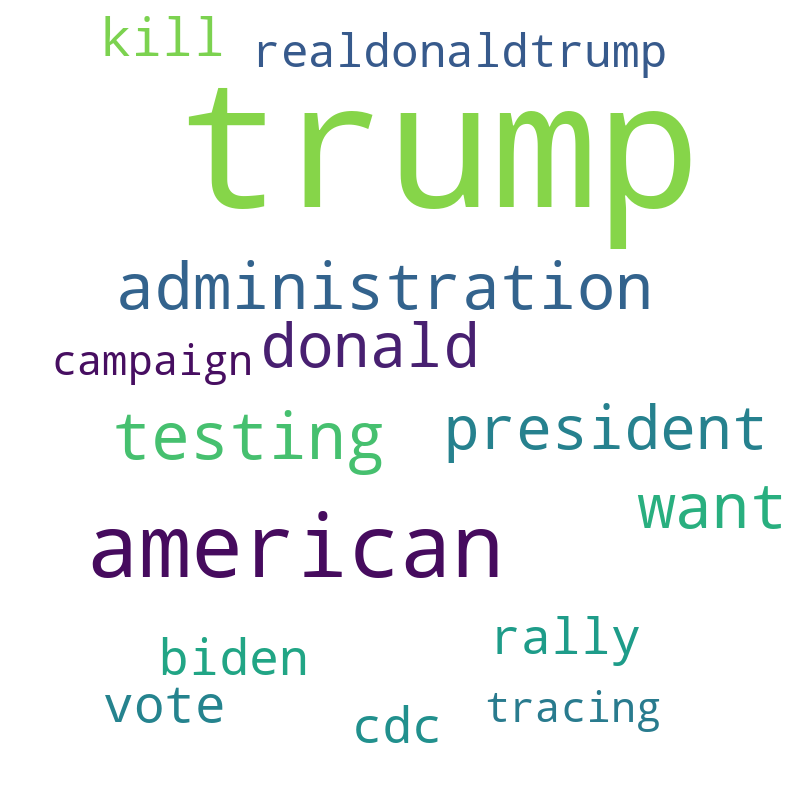 kill realdonaldtrump
trump
administration
campaign donald
testing president
want
american
rally
biden
vote cdc tracing